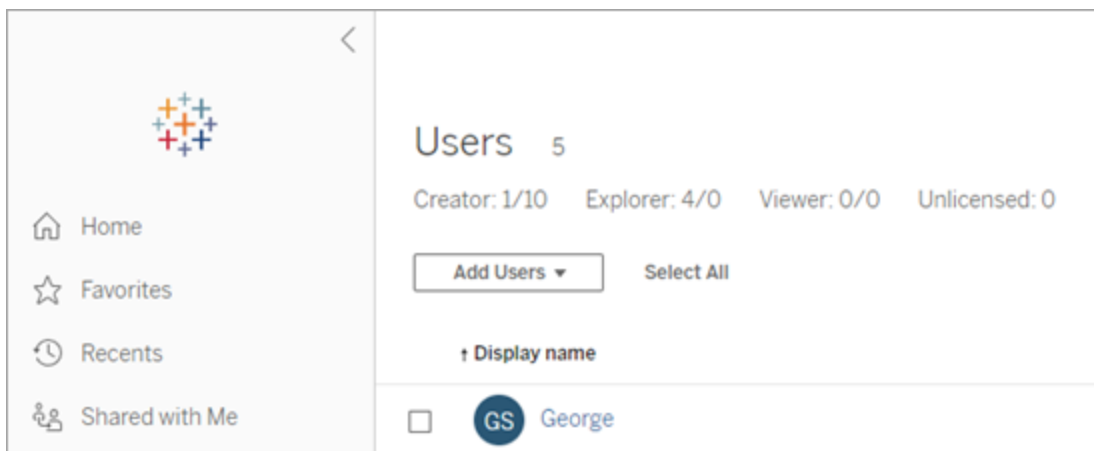 Users 5
Creator: 1/10 Explorer: 4/0 Viewer: 0/0 Unlicensed: 0
Home
Add Users Select All
Favorites
Recents
Display name
Shared with Me
GS George